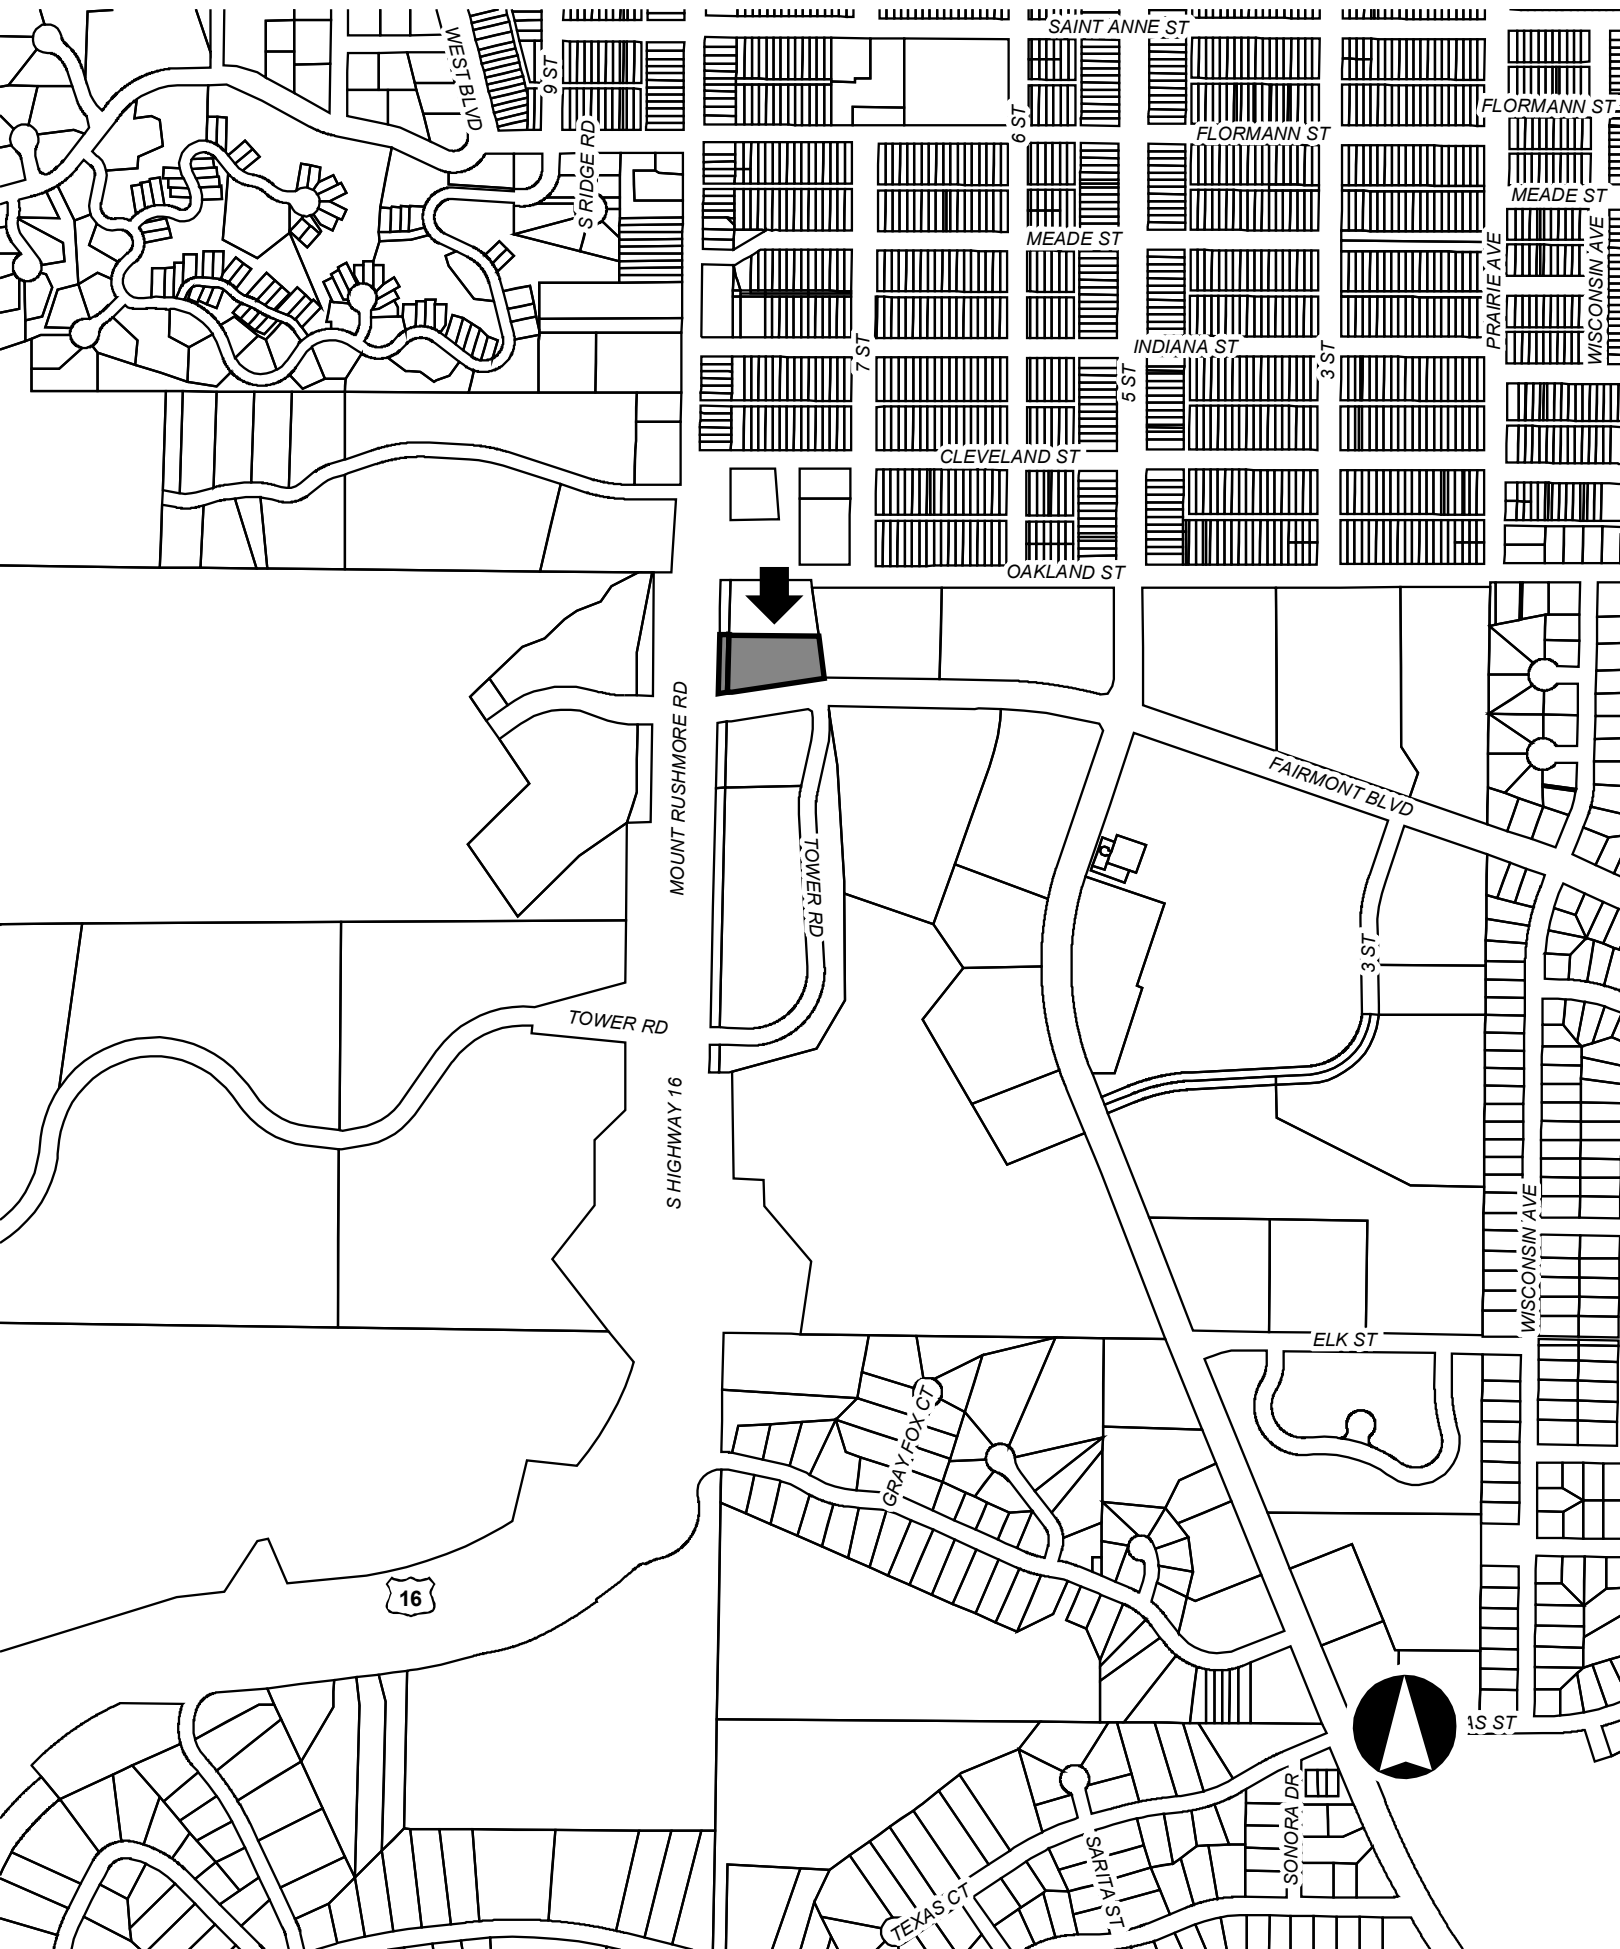 SAINT ANNE ST
WEST BLVD
9 ST
6 ST
FLORMANN ST
FLORMANN ST
S RIDGE RD
MEADE ST
MEADE ST
PRAIRIE AVE
WISCONSIN AVE
7 ST
INDIANA ST
3 ST
5 ST
CLEVELAND ST
OAKLAND ST
MOUNT RUSHMORE RD
FAIRMONT BLVD
TOWER RD
3 ST
TOWER RD
S HIGHWAY 16
WISCONSIN AVE
ELK ST
GRAY FOX CT
16
AS ST
SONORA DR
SARITA ST
TEXAS CT